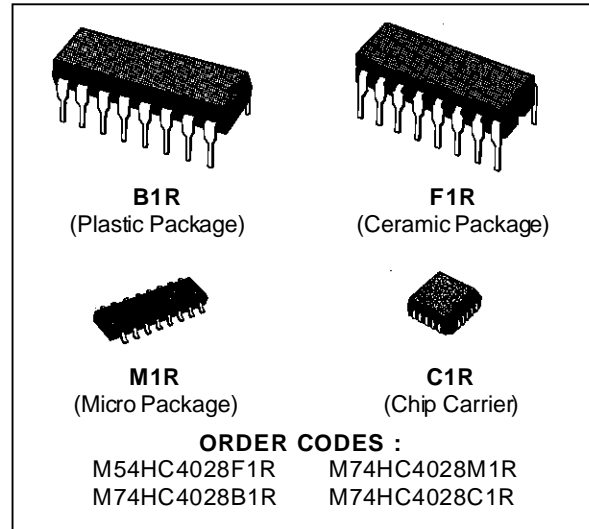 B1R
(Plastic Package)
F1R
(Ceramic Package)
M1R
(Micro Package)
C1R
(Chip Carrier)
ORDER CODES :
M54HC4028F1R M74HC4028M1R
M74HC4028B1R M74HC4028C1R